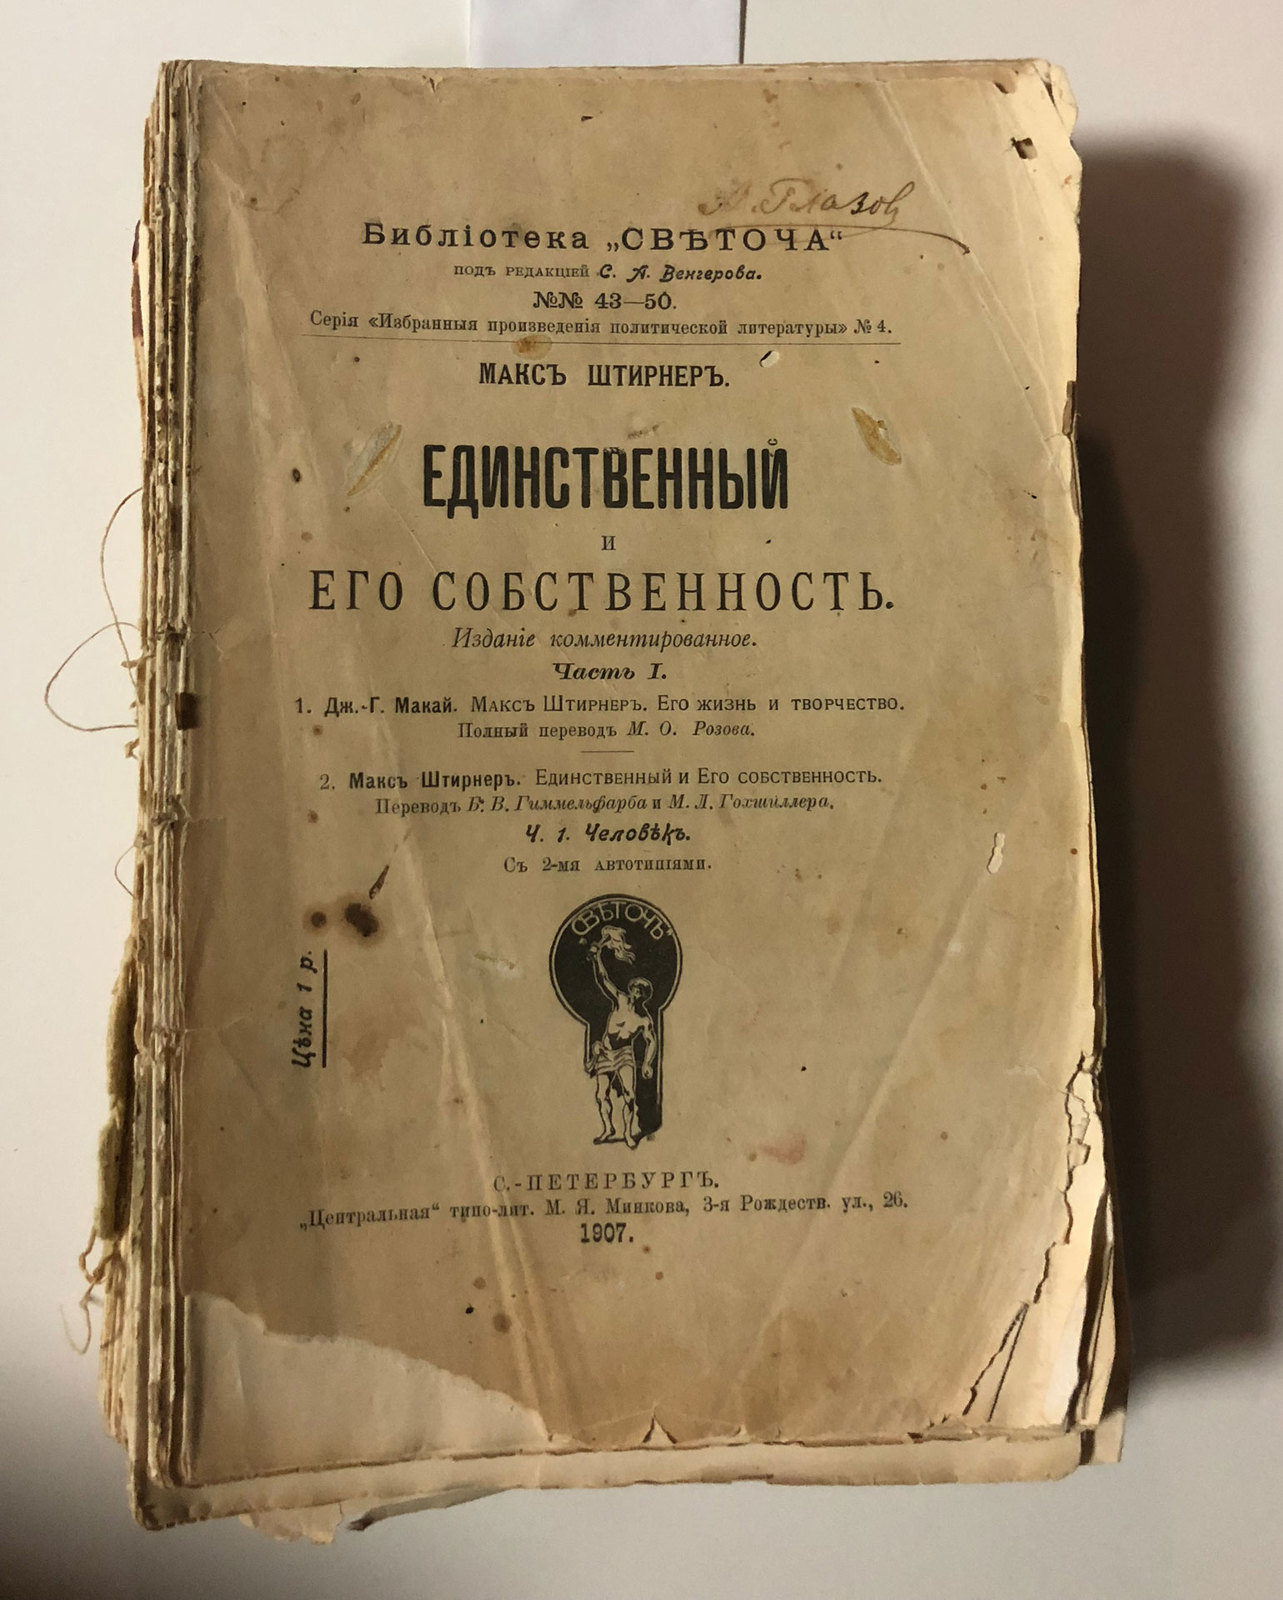 Глазов
Библіотека „СВѢТОЧА“
подъ редакціей С. А. Венгерова.
№№ 43—50.
Серія «Избранныя произведенія политической литературы» № 4.
МАКСЪ ШТИРНЕРЪ.
ЕДИНСТВЕННЫЙ
и
ЕГО СОБСТВЕННОСТЬ.
Изданіе комментированное.
Часть I.
1. Дж.-Г. Макай. Максъ Штирнеръ. Его жизнь и творчество.
Полный переводъ М. О. Розова.
2. Максъ Штирнеръ. Единственный и Его собственность.
Переводъ Б. В. Гиммельфарба и М. Л. Гохшиллера.
Ч. 1. Человѣкъ.
Съ 2-мя автотипіями.
„СВѢТОЧЪ“
Цѣна 1 р.
С.-ПЕТЕРБУРГЪ.
„Центральная“ типо-лит. М. Я. Минкова, 3-я Рождеств. ул., 26.
1907.